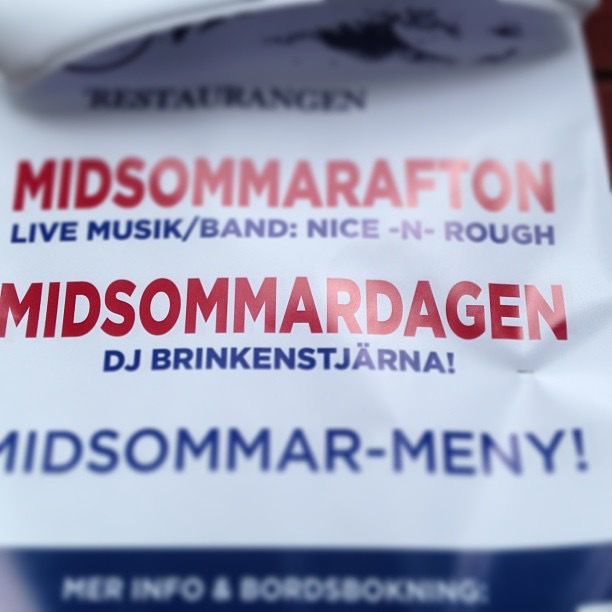 RESTAURANGEN
MIDSOMMARAFTON
LIVE MUSIK/BAND: NICE -N- ROUGH
MIDSOMMARDAGEN
DJ BRINKENSTJÄRNA!
MIDSOMMAR-MENY!
MER INFO & BORDSBOKNING: